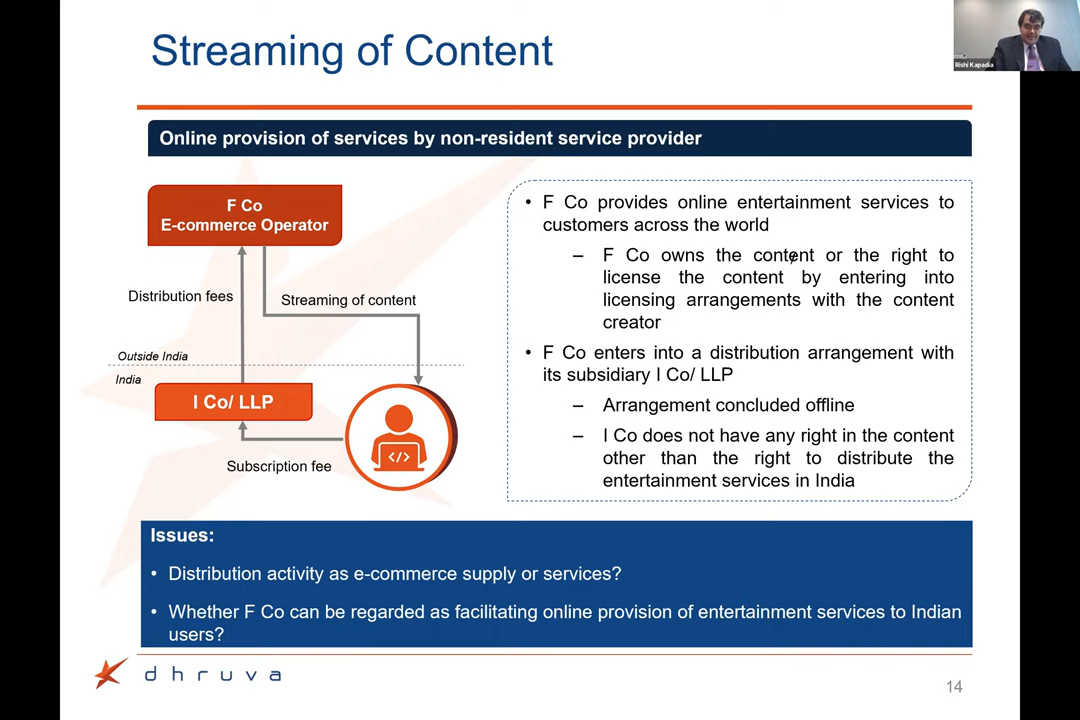 Streaming of Content
Rishi Kapadia
Online provision of services by non-resident service provider
F Co
E-commerce Operator
Distribution fees
Streaming of content
Outside India
India
I Co/ LLP
Subscription fee
• F Co provides online entertainment services to
customers across the world
– F Co owns the content or the right to
license the content by entering into
licensing arrangements with the content
creator
• F Co enters into a distribution arrangement with
its subsidiary I Co/ LLP
– Arrangement concluded offline
– I Co does not have any right in the content
other than the right to distribute the
entertainment services in India
Issues:
• Distribution activity as e-commerce supply or services?
• Whether F Co can be regarded as facilitating online provision of entertainment services to Indian
users?
dhruva
14